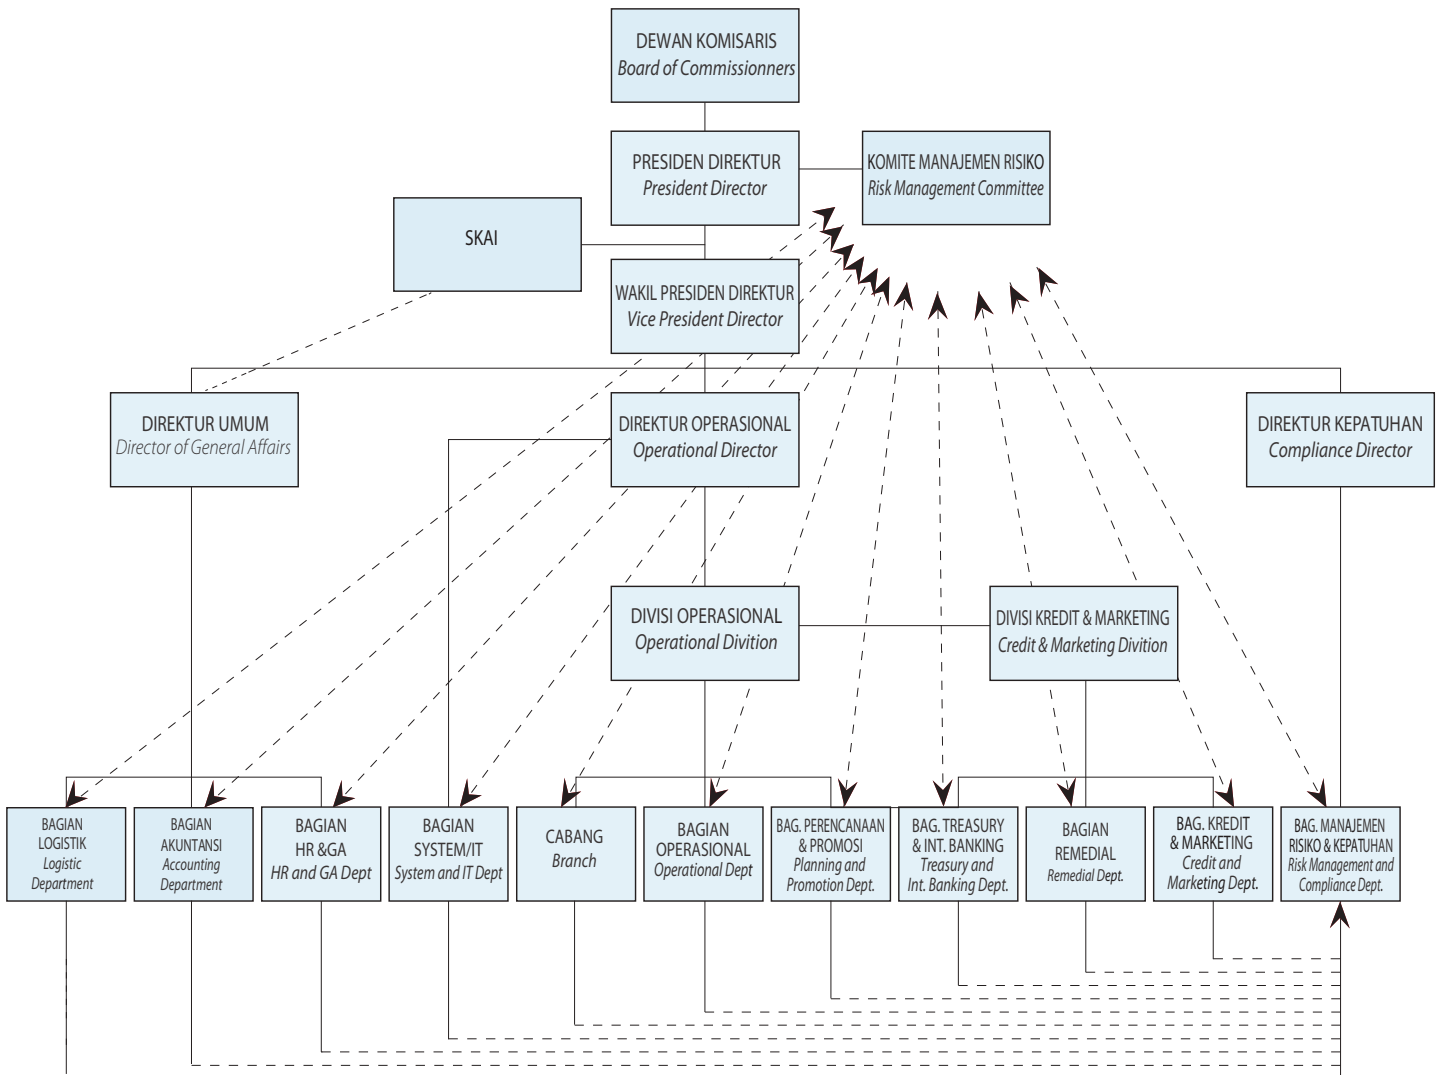 DEWAN KOMISARIS
Board of Commissionners
PRESIDEN DIREKTUR
President Director
KOMITE MANAJEMEN RISIKO
Risk Management Committee
SKAI
WAKIL PRESIDEN DIREKTUR
Vice President Director
DIREKTUR UMUM
Director of General Affairs
DIREKTUR OPERASIONAL
Operational Director
DIREKTUR KEPATUHAN
Compliance Director
DIVISI OPERASIONAL
Operational Divition
DIVISI KREDIT & MARKETING
Credit & Marketing Divition
BAGIAN
LOGISTIK
Logistic
Department
BAGIAN
AKUNTANSI
Accounting
Department
BAGIAN
HR &GA
HR and GA Dept
BAGIAN
SYSTEM/IT
System and IT Dept
CABANG
Branch
BAGIAN
OPERASIONAL
Operational Dept
BAG. PERENCANAAN
& PROMOSI
Planning and
Promotion Dept.
BAG. TREASURY
& INT. BANKING
Treasury and
Int. Banking Dept.
BAGIAN
REMEDIAL
Remedial Dept.
BAG. KREDIT
& MARKETING
Credit and
Marketing Dept.
BAG. MANAJEMEN
RISIKO & KEPATUHAN
Risk Management and
Compliance Dept.